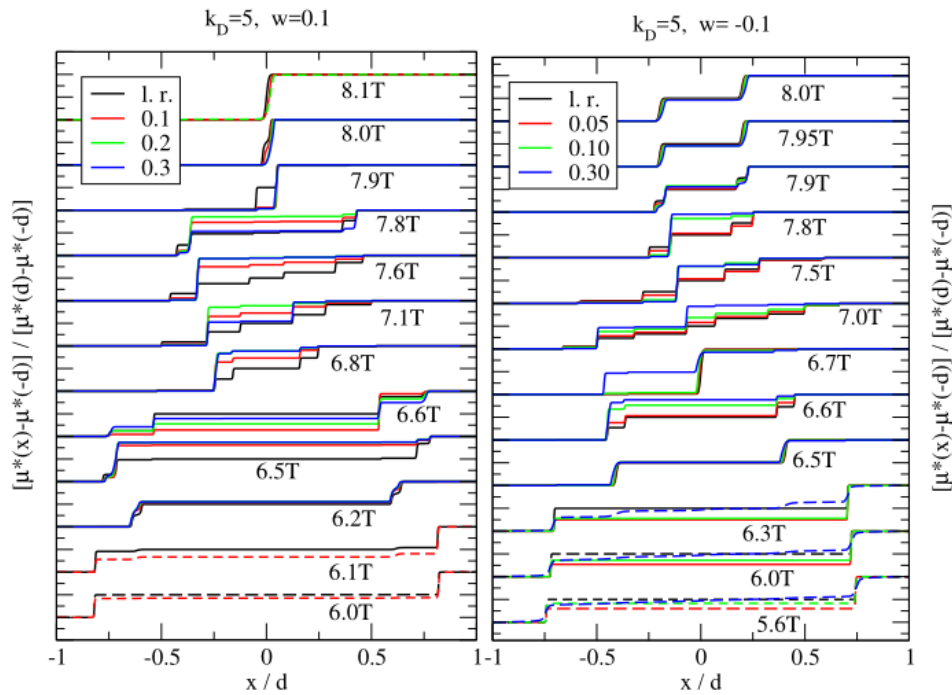 k_D=5, w=0.1
k_D=5, w= -0.1
[μ*(x)-μ*(-d)] / [μ*(d)-μ*(-d)]
l. r.
0.1
0.2
0.3
8.1T
8.0T
7.9T
7.8T
7.6T
7.1T
6.8T
6.6T
6.5T
6.2T
6.1T
6.0T
-1 -0.5 0 0.5 1
x / d
l. r.
0.05
0.10
0.30
8.0T
7.95T
7.9T
7.8T
7.5T
7.0T
6.7T
6.6T
6.5T
6.3T
6.0T
5.6T
-1 -0.5 0 0.5 1
x / d
[μ*(x)-μ*(-d)] / [μ*(d)-μ*(-d)]